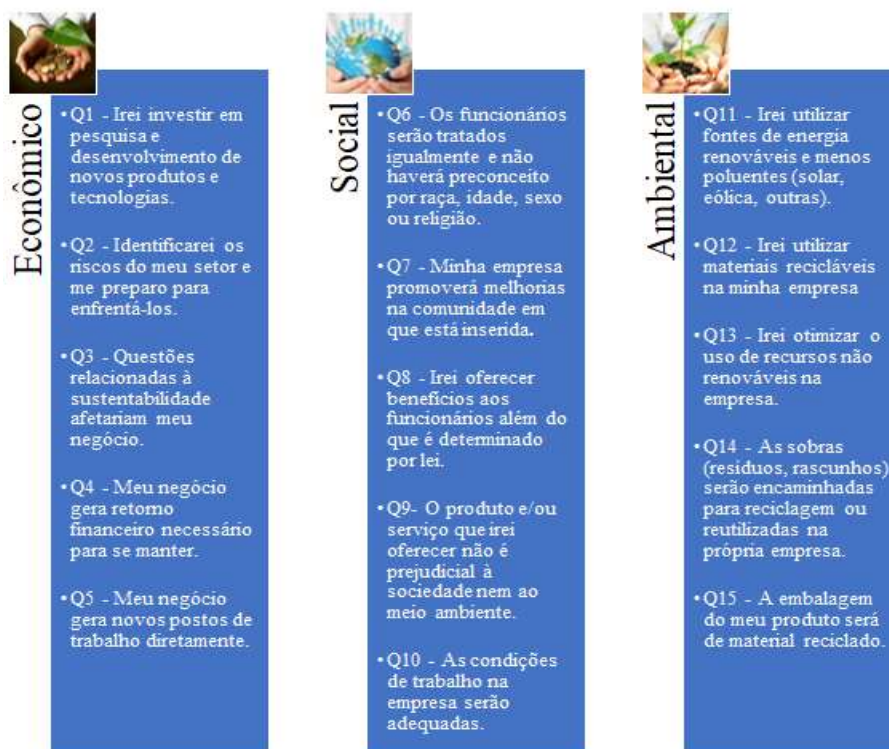 Econômico
• Q1 - Irei investir em
pesquisa e
desenvolvimento de
novos produtos e
tecnologias.
• Q2 - Identificarei os
riscos do meu setor e
me preparo para
enfrentá-los.
• Q3 - Questões
relacionadas à
sustentabilidade
afetariam meu
negócio.
• Q4 - Meu negócio
gera retorno
financeiro necessário
para se manter.
• Q5 - Meu negócio
gera novos postos de
trabalho diretamente.
Social
• Q6 - Os funcionários
serão tratados
igualmente e não
haverá preconceito
por raça, idade, sexo
ou religião.
• Q7 - Minha empresa
promoverá melhorias
na comunidade em
que está inserida.
• Q8 - Irei oferecer
benefícios aos
funcionários além do
que é determinado
por lei.
• Q9- O produto e/ou
serviço que irei
oferecer não é
prejudicial à
sociedade nem ao
meio ambiente.
• Q10 - As condições
de trabalho na
empresa serão
adequadas.
Ambiental
• Q11 - Irei utilizar
fontes de energia
renováveis e menos
poluentes (solar,
eólica, outras).
• Q12 - Irei utilizar
materiais recicláveis
na minha empresa
• Q13 - Irei otimizar o
uso de recursos não
renováveis na
empresa.
• Q14 - As sobras
(resíduos, rascunhos)
serão encaminhadas
para reciclagem ou
reutilizadas na
própria empresa.
• Q15 - A embalagem
do meu produto será
de material reciclado.